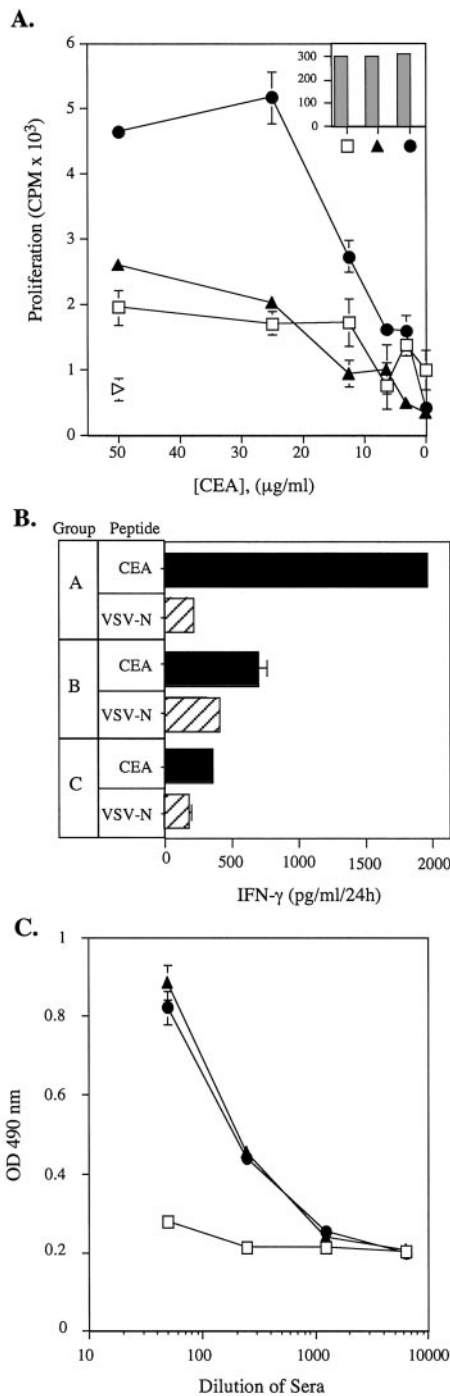 A.
Proliferation (CPM x 10³)
6
5
4
3
2
1
0
300
200
100
0
50
40
30
20
10
0
[CEA], (μg/ml)
B.
Group Peptide
A
CEA
VSV-N
B
CEA
VSV-N
C
CEA
VSV-N
0 500 1000 1500 2000
IFN-γ (pg/ml/24h)
C.
OD 490 nm
1
0.8
0.6
0.4
0.2
0
10 100 1000 10000
Dilution of Sera